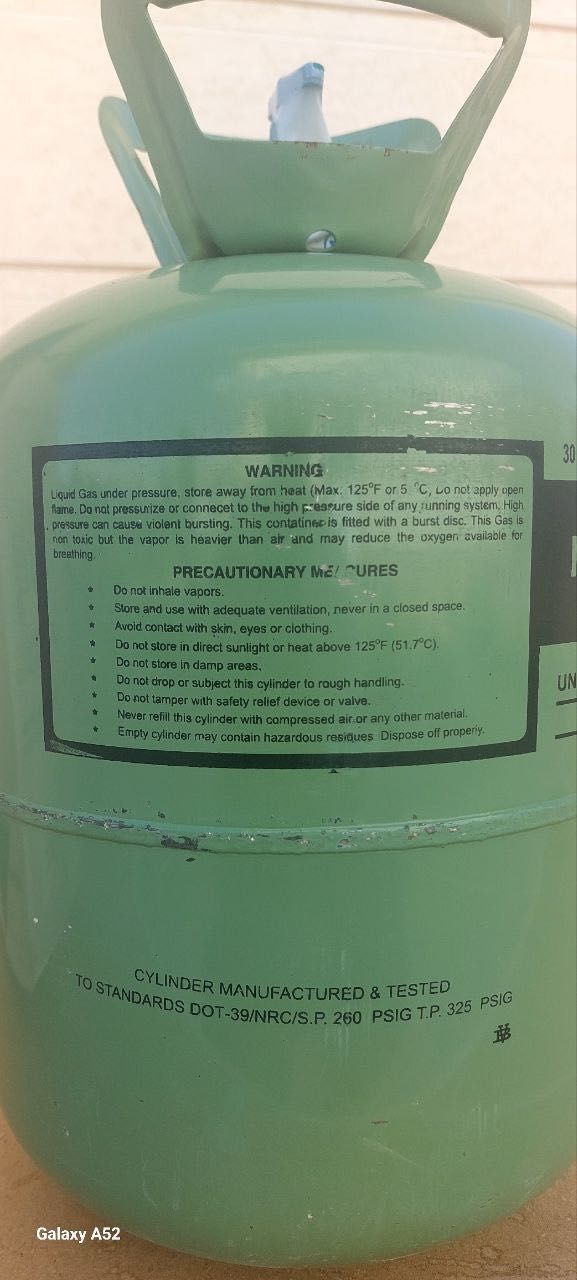 WARNING
Liquid Gas under pressure, store away from heat (Max. 125°F or 5 °C, Do not apply open
flame. Do not pressurize or connecet to the high pressure side of any running system. High
pressure can cause violent bursting. This contatiner is fitted with a burst disc. This Gas is
non toxic but the vapor is heavier than air and may reduce the oxygen available for
breathing.
PRECAUTIONARY ME CURES
* Do not inhale vapors.
* Store and use with adequate ventilation, never in a closed space.
* Avoid contact with skin, eyes or clothing.
* Do not store in direct sunlight or heat above 125°F (51.7°C).
* Do not store in damp areas.
* Do not drop or subject this cylinder to rough handling.
* Do not tamper with safety relief device or valve.
* Never refill this cylinder with compressed air or any other material.
* Empty cylinder may contain hazardous residues Dispose off properly.
30
UN
CYLINDER MANUFACTURED & TESTED
TO STANDARDS DOT-39/NRC/S.P. 260 PSIG T.P. 325 PSIG
Galaxy A52